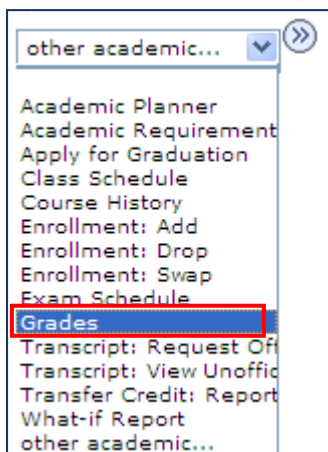 other academic...
Academic Planner
Academic Requirement
Apply for Graduation
Class Schedule
Course History
Enrollment: Add
Enrollment: Drop
Enrollment: Swap
Exam Schedule
Grades
Transcript: Request Off
Transcript: View Unoffic
Transfer Credit: Report
What-if Report
other academic...